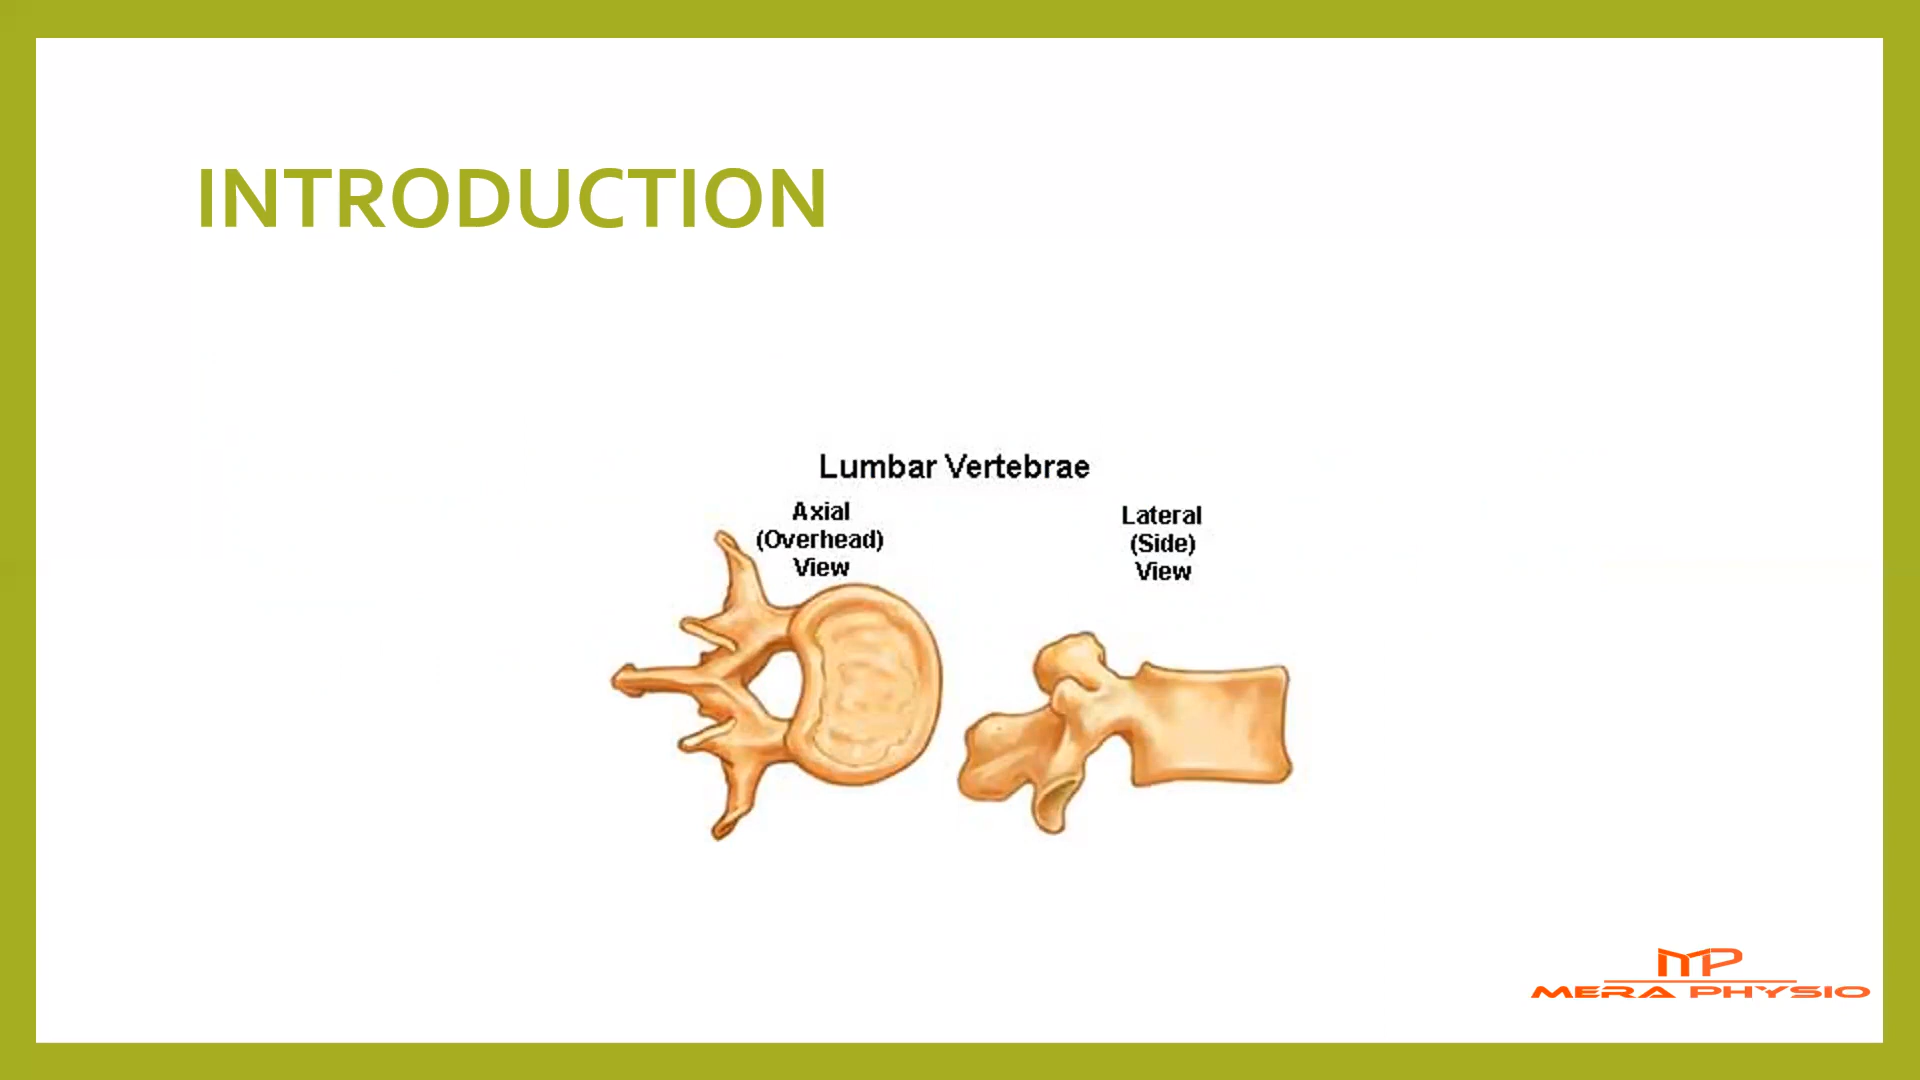 INTRODUCTION
Lumbar Vertebrae
Axial
(Overhead)
View
Lateral
(Side)
View
MP
MERA PHYSIO